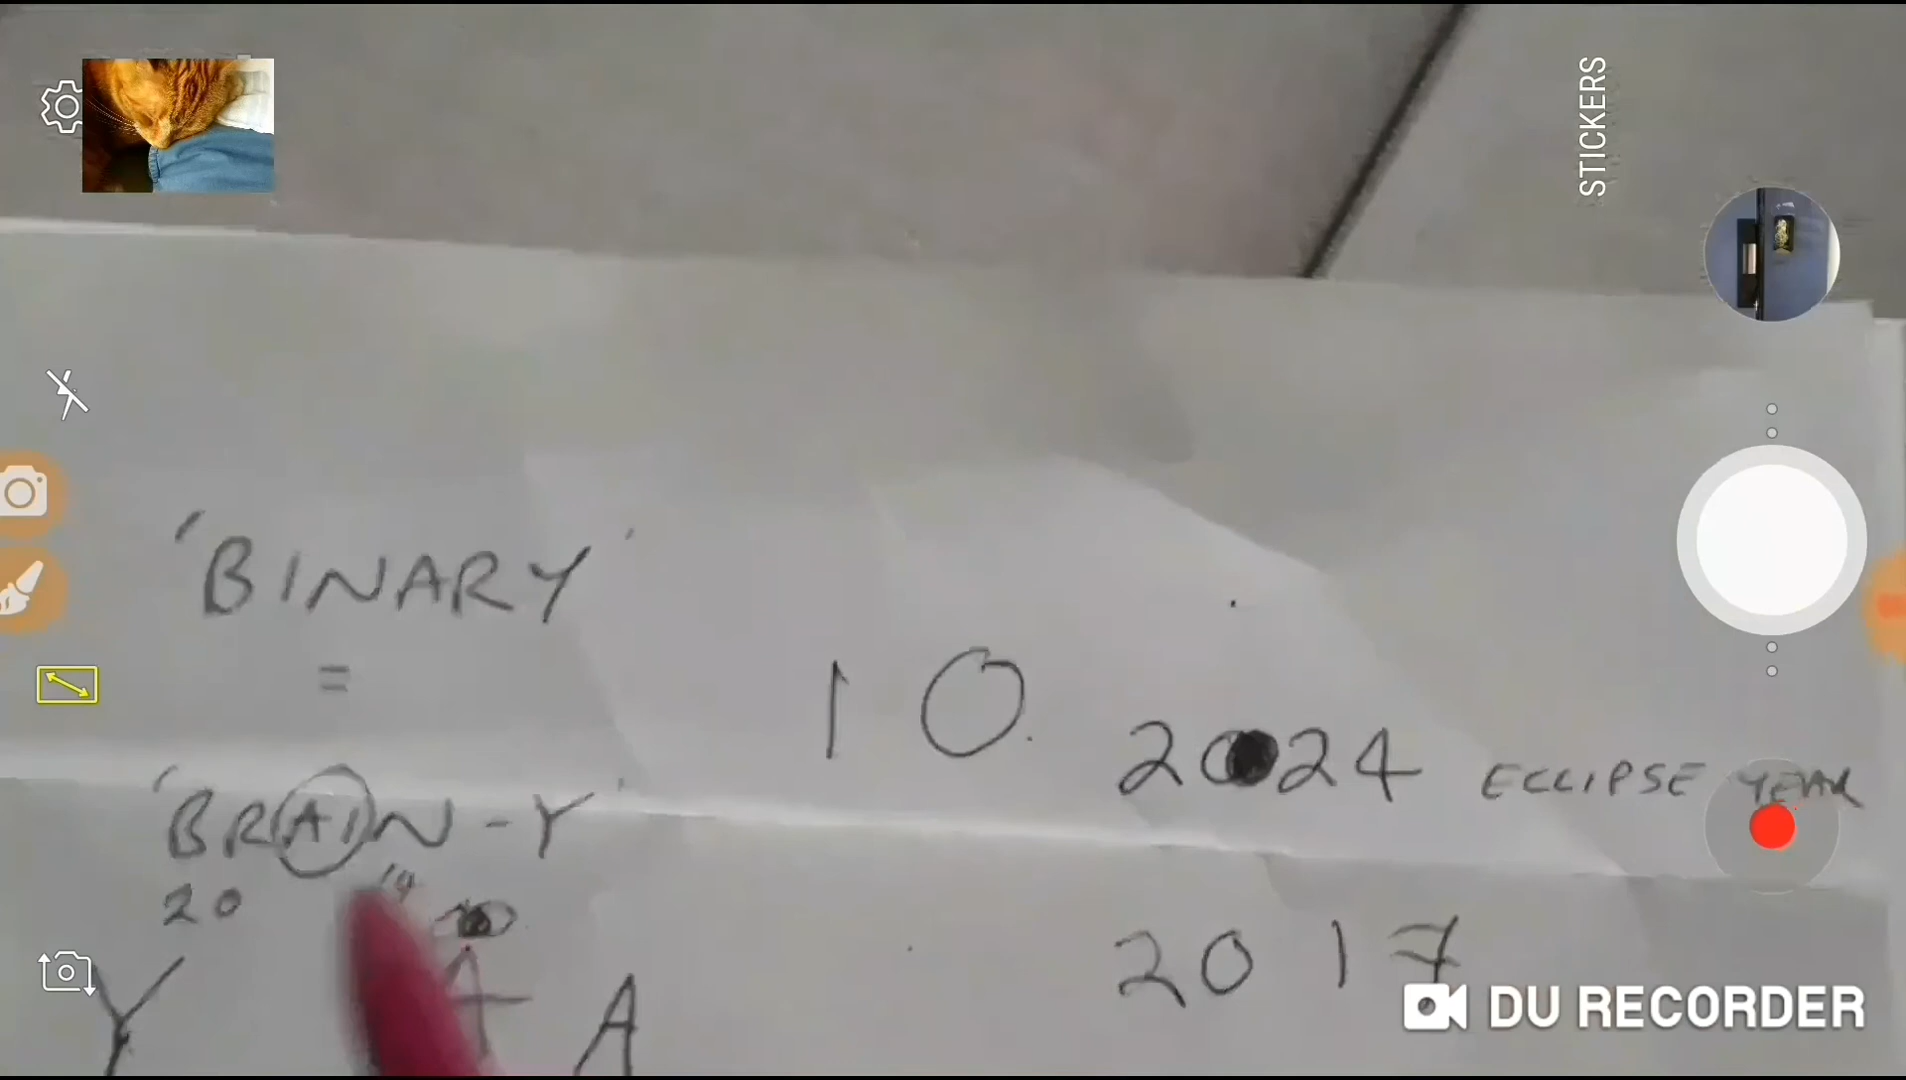 STICKERS
'BINARY'
=
10.
2024 ECLIPSE YEAR
'BRAIN-Y'
20
2017
Y A A
DU RECORDER